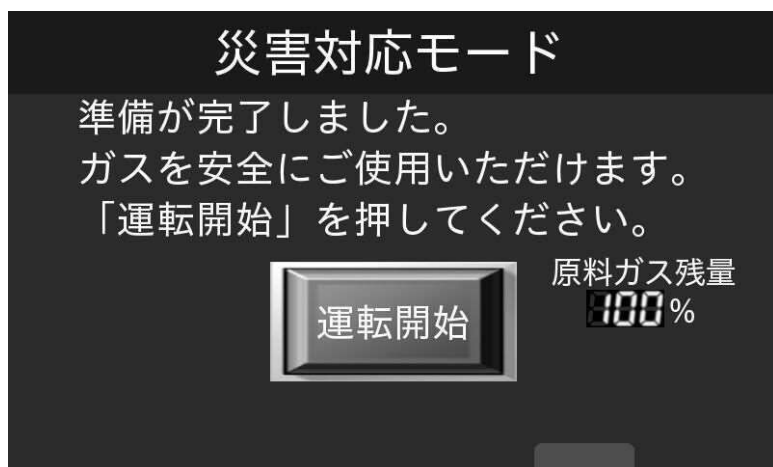 災害対応モード
準備が完了しました。
ガスを安全にご使用いただけます。
「運転開始」を押してください。
運転開始
原料ガス残量
100%